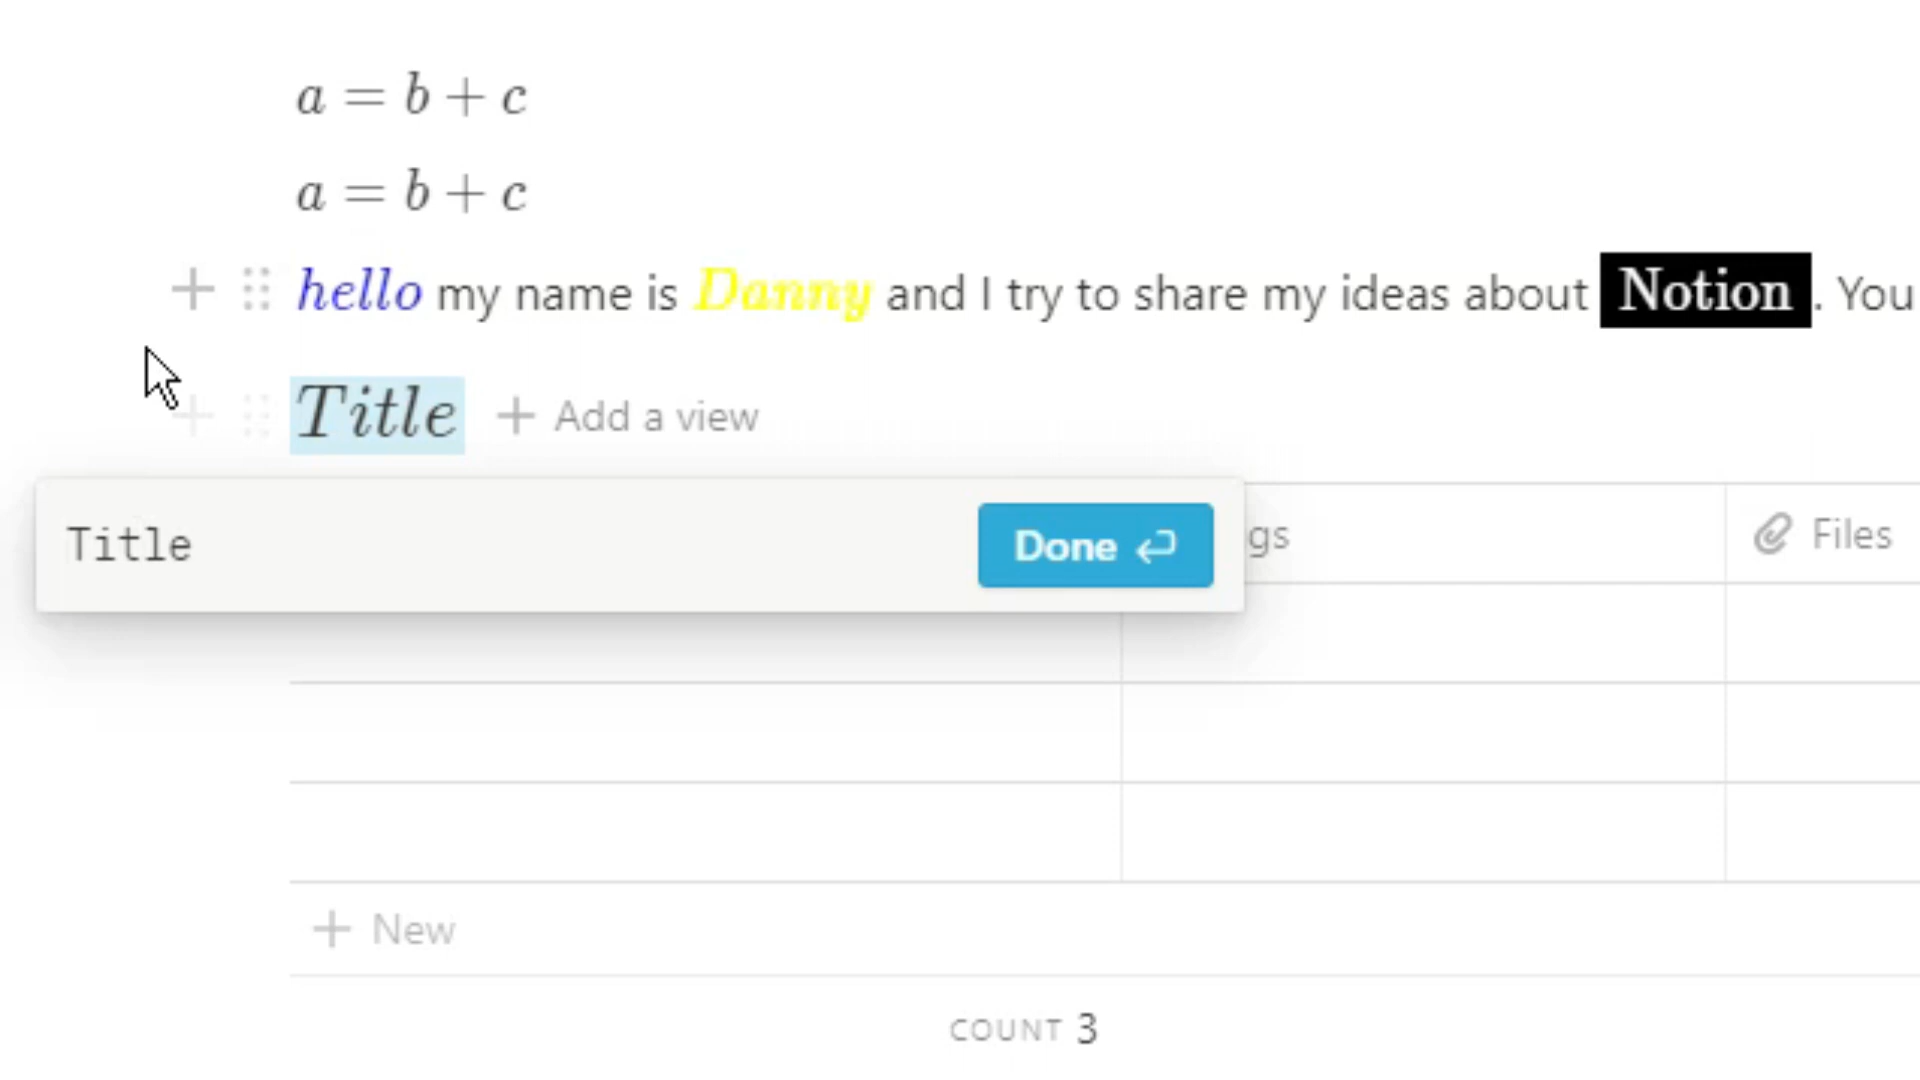 a = b + c
a = b + c
hello my name is Danny and I try to share my ideas about Notion. You
Title + Add a view
Title Done
gs Files
+ New
COUNT 3